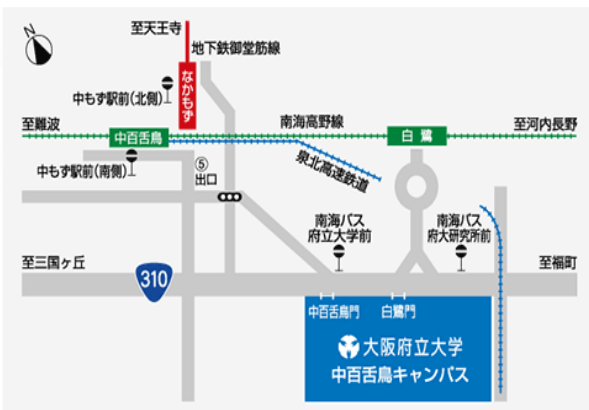 至天王寺
地下鉄御堂筋線
なかもず
中もず駅前(北側)
至難波
中百舌鳥
南海高野線
白鷺
至河内長野
泉北高速鉄道
中もず駅前(南側)
⑤
出口
南海バス
府立大学前
南海バス
府大研究所前
至三国ヶ丘
310
至福町
中百舌鳥門
白鷺門
大阪府立大学
中百舌鳥キャンパス